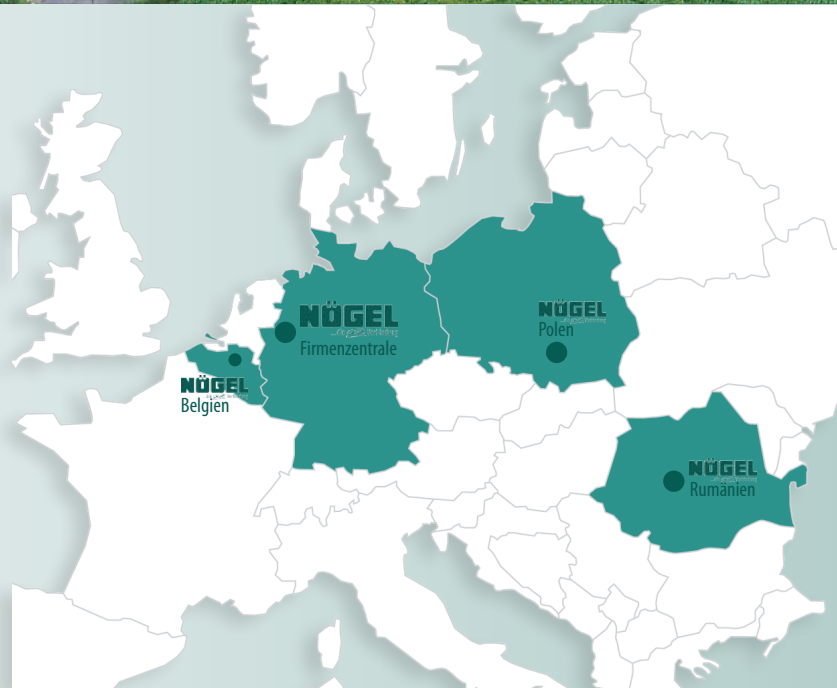 NÖGEL
Firmenzentrale
NÖGEL
Polen
NÖGEL
Belgien
NÖGEL
Rumänien